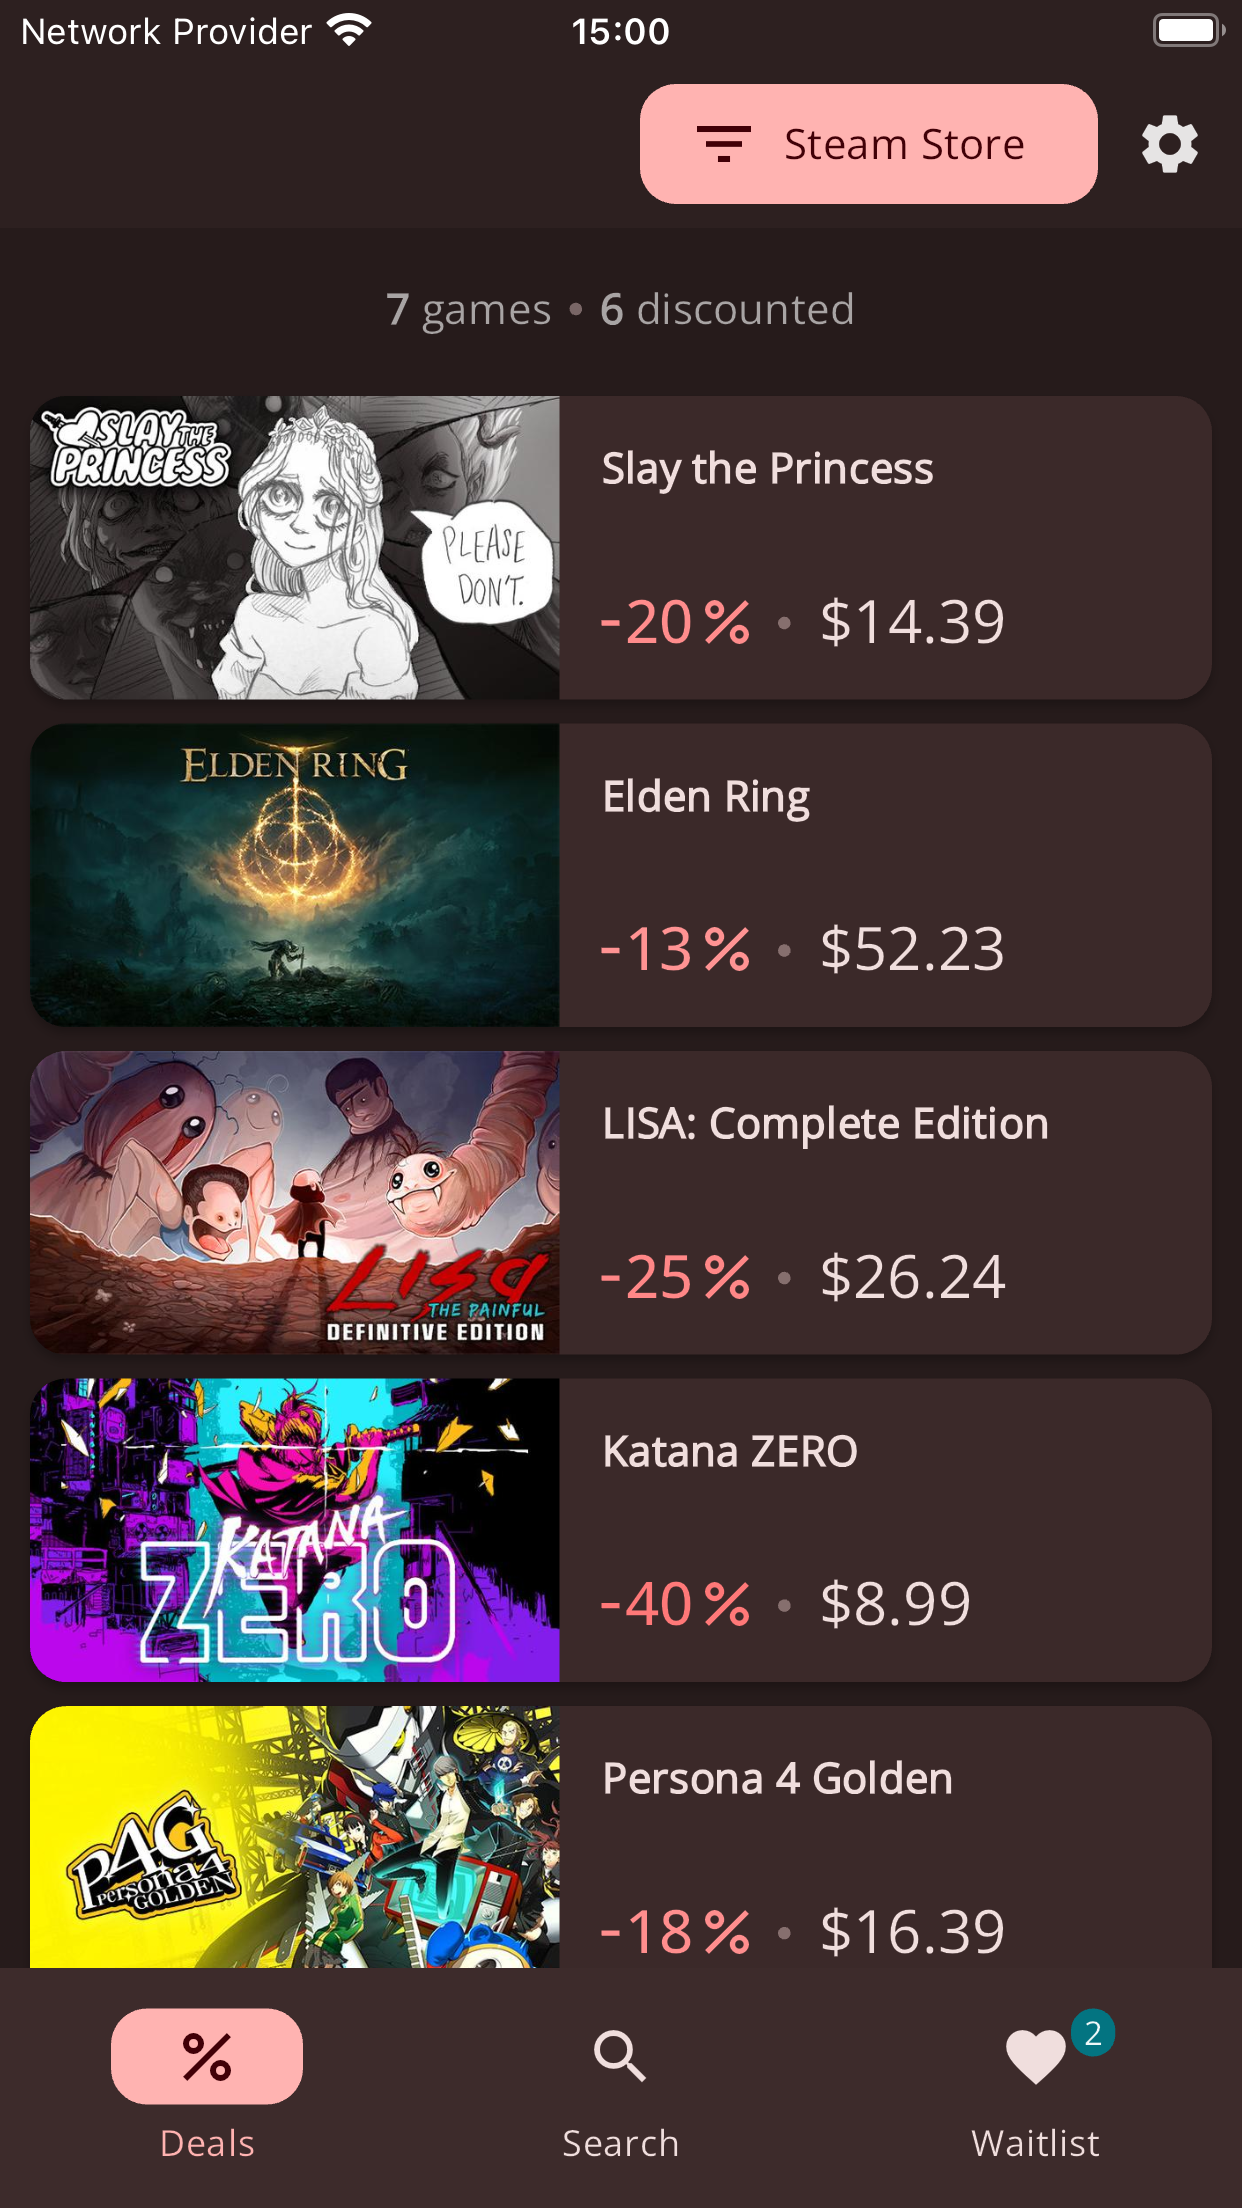 Network Provider 15:00
Steam Store
7 games • 6 discounted
SLAY THE
PRINCESS
PLEASE
DON'T.
Slay the Princess
-20% • $14.39
ELDEN RING
Elden Ring
-13% • $52.23
LISA
THE PAINFUL
DEFINITIVE EDITION
LISA: Complete Edition
-25% • $26.24
KATANA
ZERO
Katana ZERO
-40% • $8.99
P4G
Persona4
GOLDEN
Persona 4 Golden
-18% • $16.39
%
2
Deals Search Waitlist